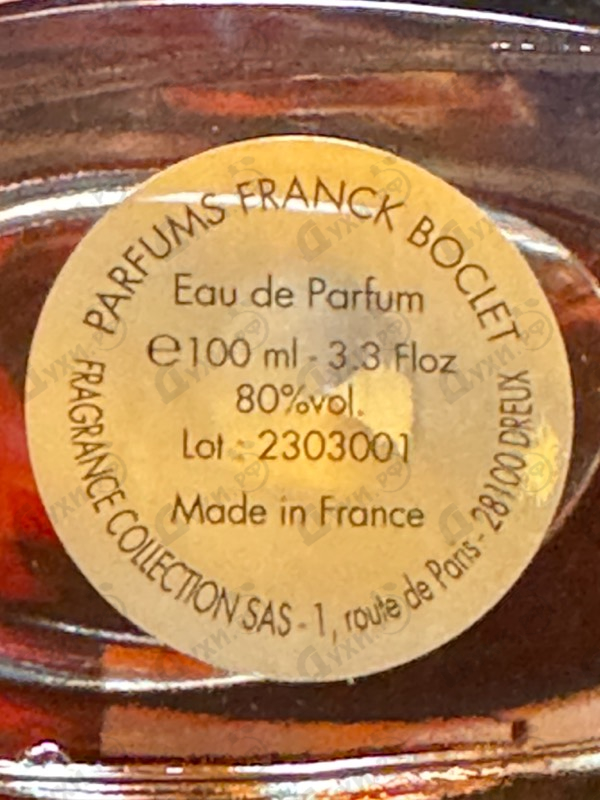 PARFUMS FRANCK BOCLET
Eau de Parfum
℮100 ml - 3.3 Floz
80%vol.
Lot : 2303001
Made in France
FRAGRANCE COLLECTION SAS - 1, route de Paris - 28100 DREUX